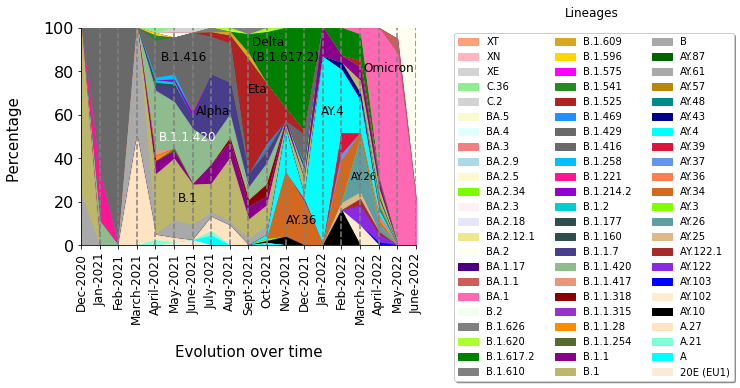 Lineages
100
80
60
40
20
0
Percentage
Delta
(B.1.617:2)
B.1.416
Omicron
Eta
Alpha
AY.4
B.1.1.420
AY.26
B.1
AY.36
Dec-2020
Jan-2021
Feb-2021
March-2021
April-2021
May-2021
June-2021
July-2021
Aug-2021
Sept-2021
Oct-2021
Nov-2021
Dec-2021
Jan-2022
Feb-2022
March-2022
April-2022
May-2022
June-2022
Evolution over time
XT
XN
XE
C.36
C.2
BA.5
BA.4
BA.3
BA.2.9
BA.2.5
BA.2.34
BA.2.3
BA.2.18
BA.2.12.1
BA.2
BA.1.17
BA.1.1
BA.1
B.2
B.1.626
B.1.620
B.1.617.2
B.1.610
B.1.609
B.1.596
B.1.575
B.1.541
B.1.525
B.1.469
B.1.429
B.1.416
B.1.258
B.1.221
B.1.214.2
B.1.2
B.1.177
B.1.160
B.1.1.7
B.1.1.420
B.1.1.417
B.1.1.318
B.1.1.315
B.1.1.28
B.1.1.254
B.1.1
B.1
B
AY.87
AY.61
AY.57
AY.48
AY.43
AY.4
AY.39
AY.37
AY.36
AY.34
AY.3
AY.26
AY.25
AY.122.1
AY.122
AY.103
AY.102
AY.10
A.27
A.21
A
20E (EU1)